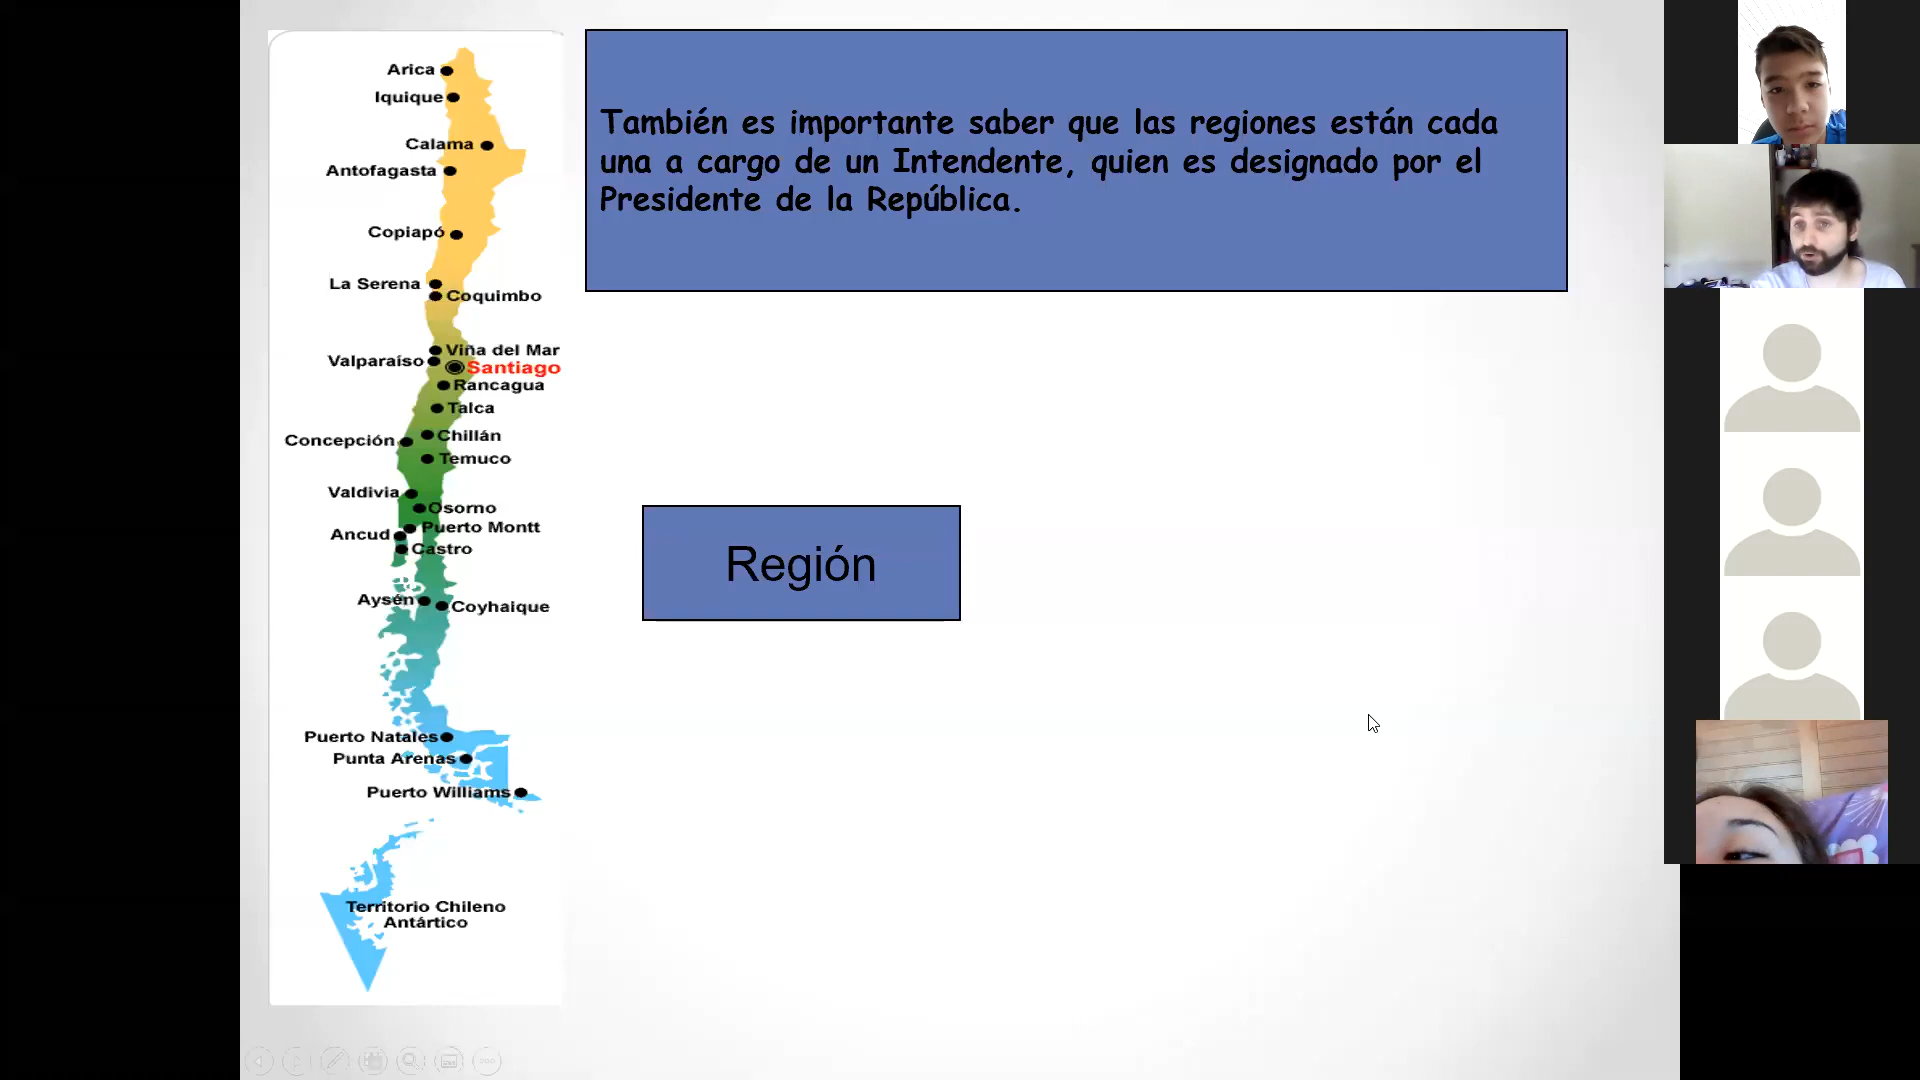 Arica
Iquique
Calama
Antofagasta
Copiapó
La Serena
Coquimbo
Viña del Mar
Valparaíso
Santiago
Rancagua
Talca
Chillán
Concepción
Temuco
Valdivia
Osorno
Puerto Montt
Ancud
Castro
Aysén
Coyhaique
Puerto Natales
Punta Arenas
Puerto Williams
Territorio Chileno
Antártico
También es importante saber que las regiones están cada
una a cargo de un Intendente, quien es designado por el
Presidente de la República.
Región